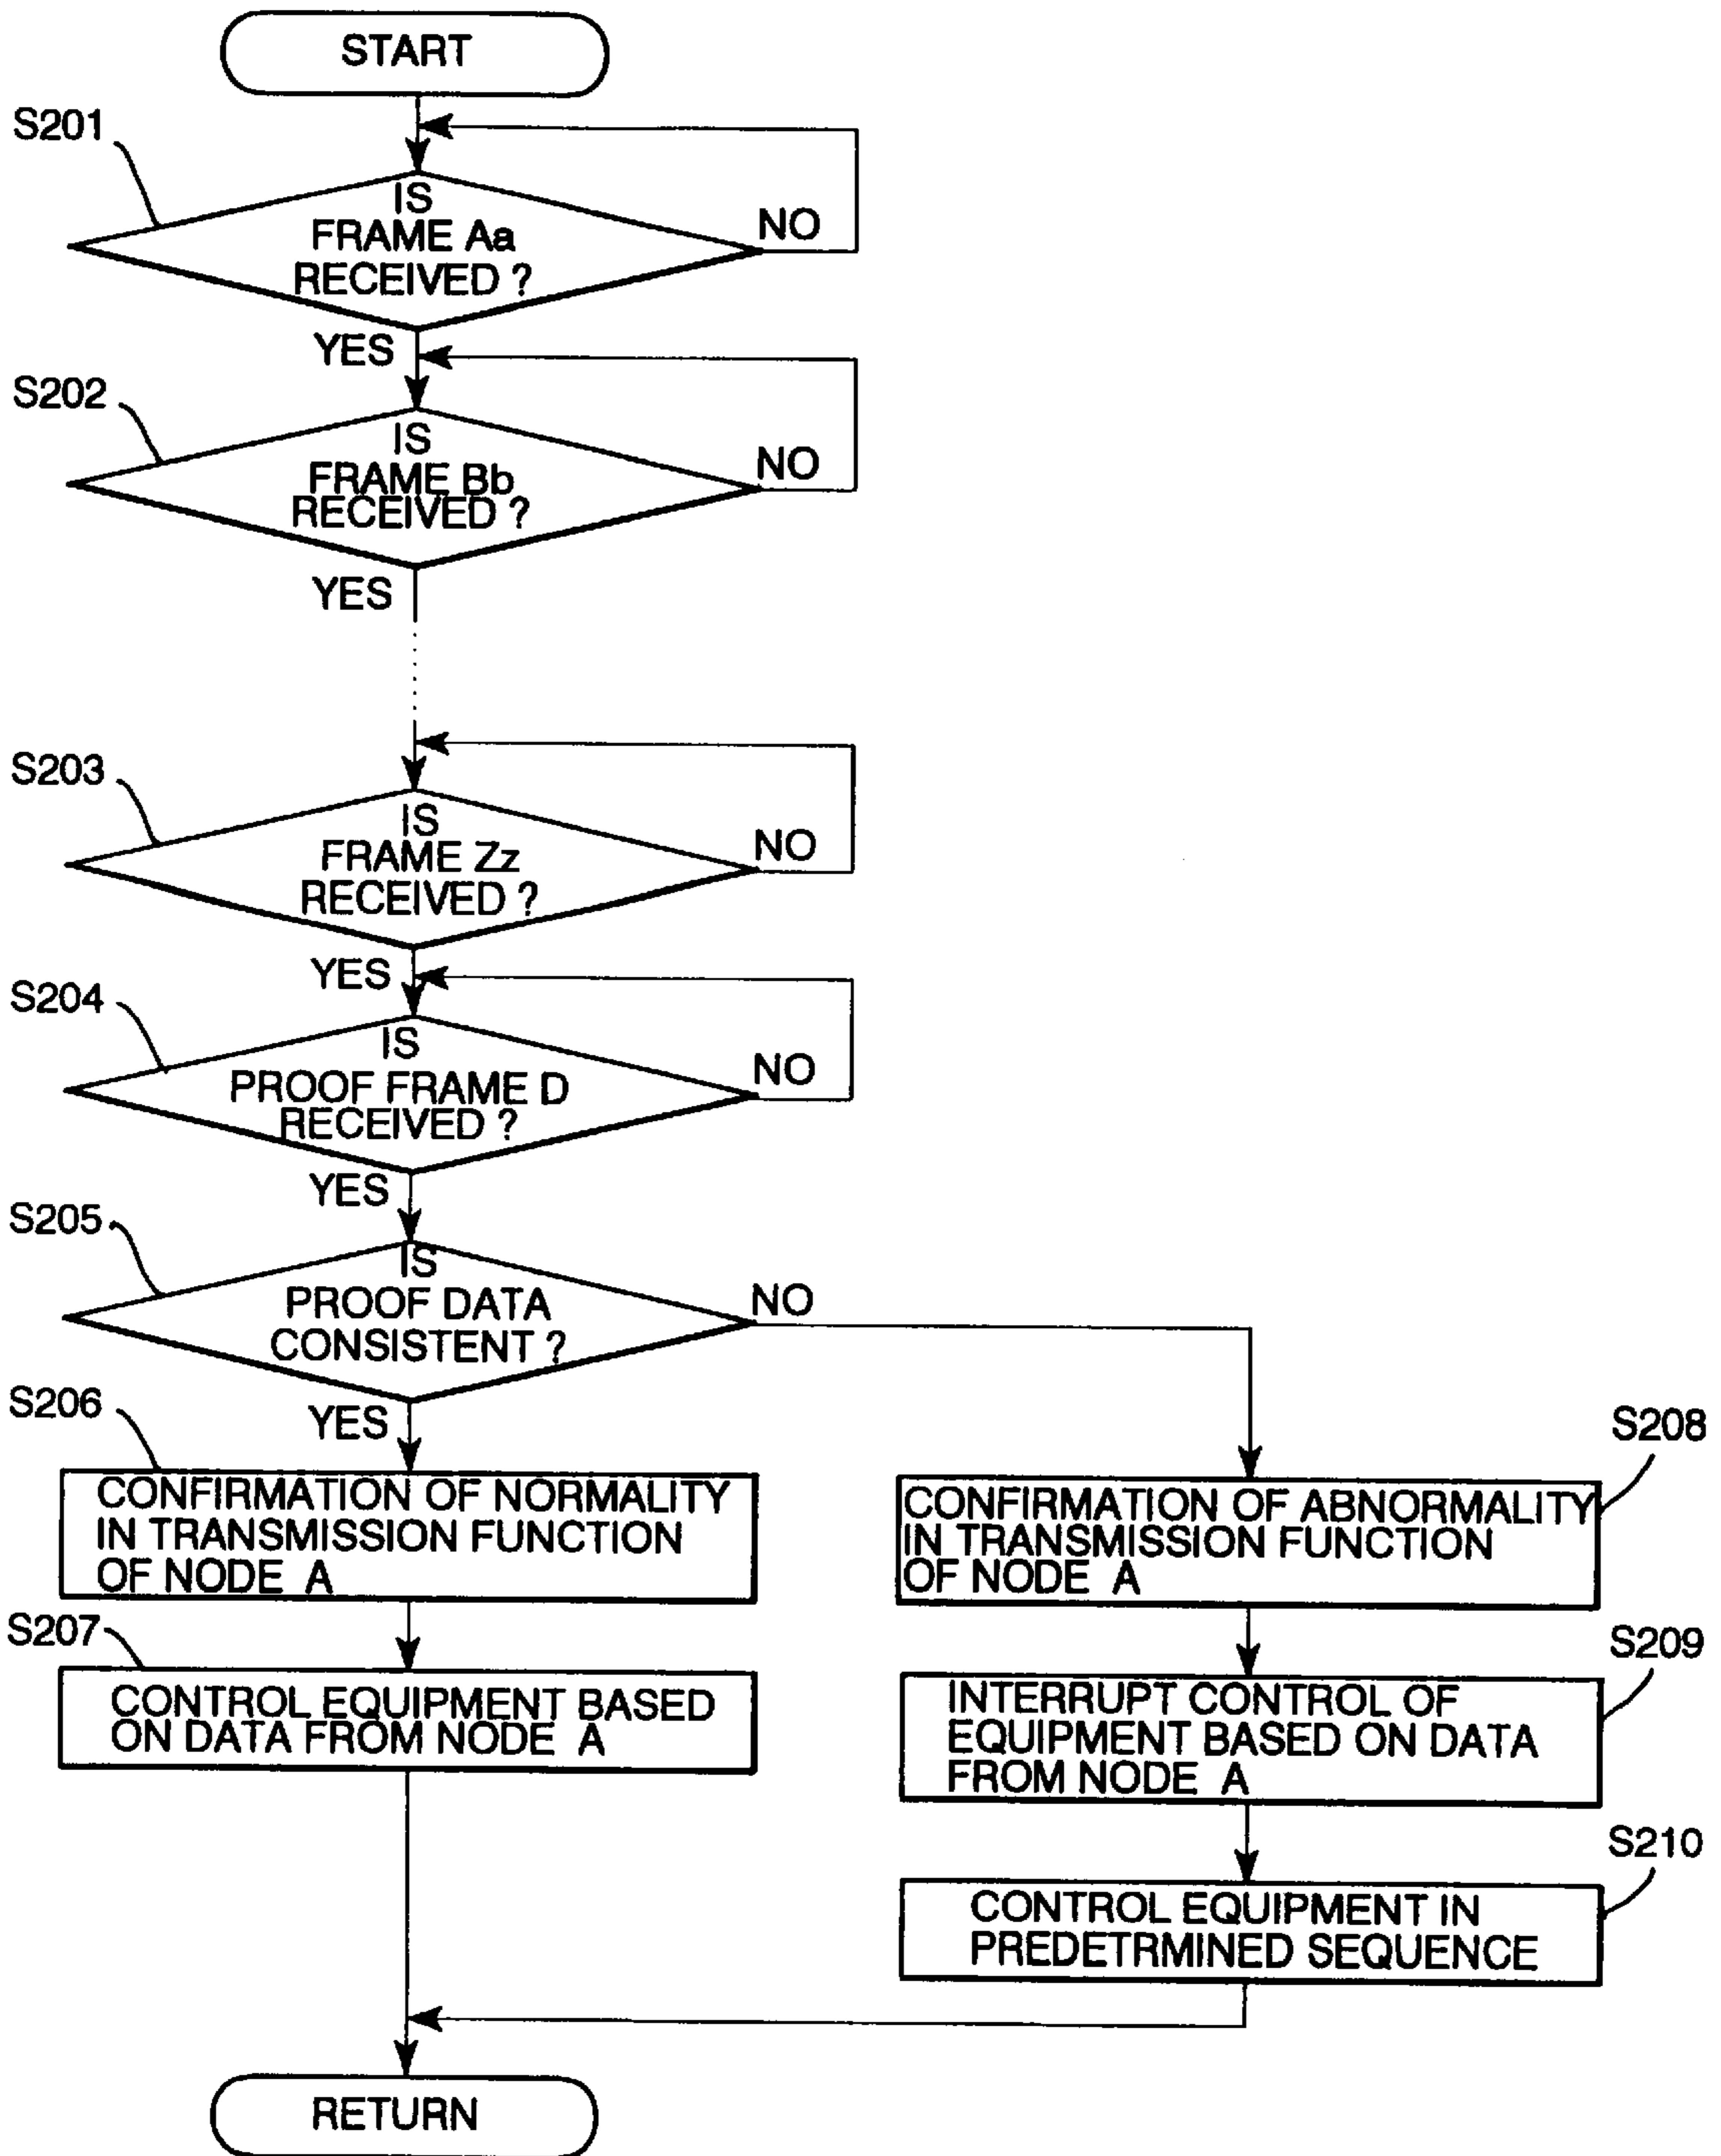 START
S201
IS
FRAME Aa
RECEIVED ?
NO
YES
S202
IS
FRAME Bb
RECEIVED ?
NO
YES
S203
IS
FRAME Zz
RECEIVED ?
NO
YES
S204
IS
PROOF FRAME D
RECEIVED ?
NO
YES
S205
IS
PROOF DATA
CONSISTENT ?
NO
YES
S206
CONFIRMATION OF NORMALITY
IN TRANSMISSION FUNCTION
OF NODE A
S207
CONTROL EQUIPMENT BASED
ON DATA FROM NODE A
S208
CONFIRMATION OF ABNORMALITY
IN TRANSMISSION FUNCTION
OF NODE A
S209
INTERRUPT CONTROL OF
EQUIPMENT BASED ON DATA
FROM NODE A
S210
CONTROL EQUIPMENT IN
PREDETRMINED SEQUENCE
RETURN